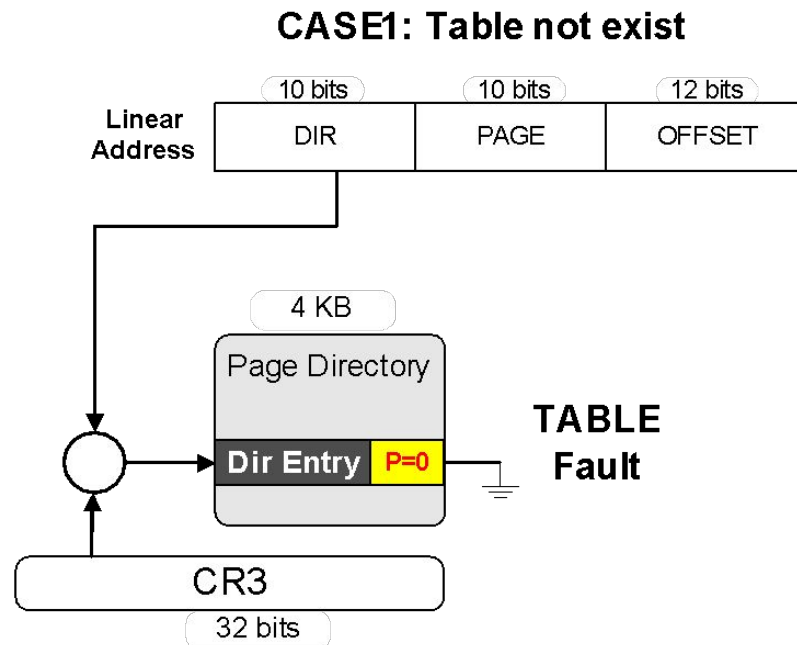 CASE1: Table not exist
10 bits 10 bits 12 bits
Linear
Address
DIR PAGE OFFSET
4 KB
Page Directory
TABLE
Fault
Dir Entry P=0
CR3
32 bits